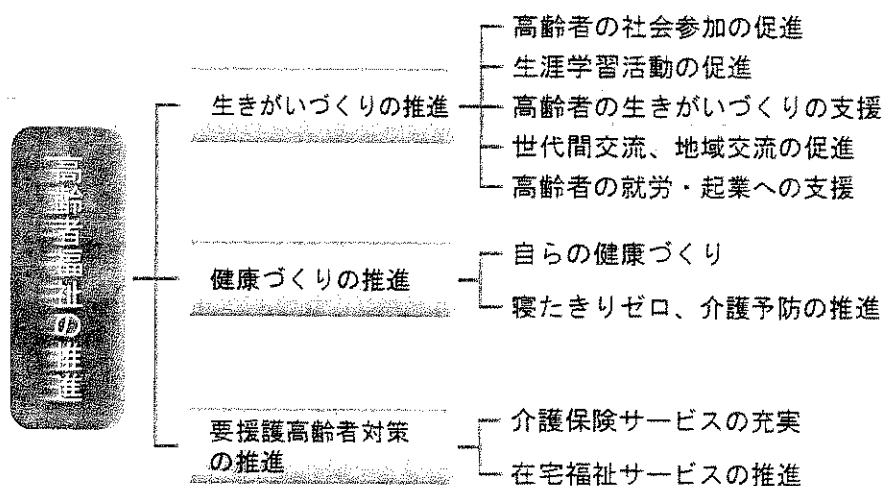 高齢者福祉の推進
生きがいづくりの推進
高齢者の社会参加の促進
生涯学習活動の促進
高齢者の生きがいづくりの支援
世代間交流、地域交流の促進
高齢者の就労・起業への支援
健康づくりの推進
自らの健康づくり
寝たきりゼロ、介護予防の推進
要援護高齢者対策
の推進
介護保険サービスの充実
在宅福祉サービスの推進